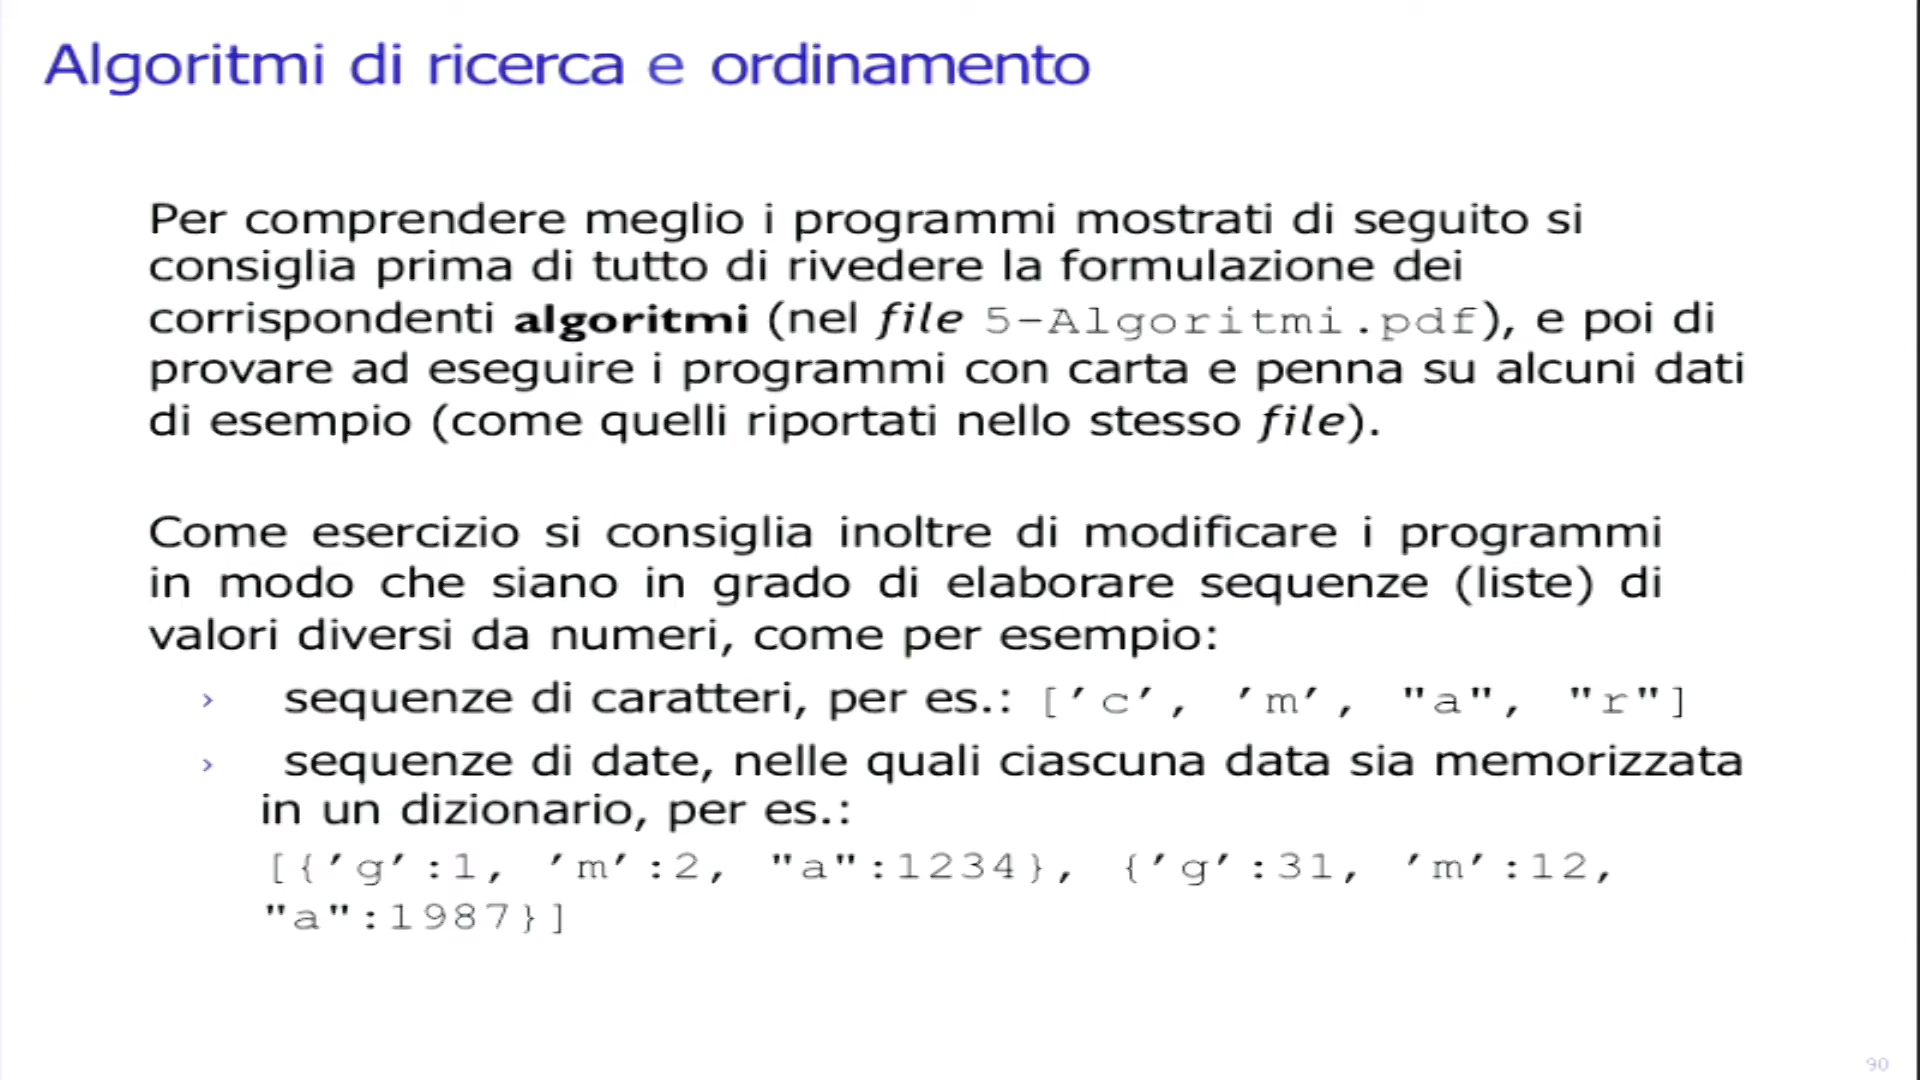 Algoritmi di ricerca e ordinamento
Per comprendere meglio i programmi mostrati di seguito si
consiglia prima di tutto di rivedere la formulazione dei
corrispondenti algoritmi (nel file 5-Algoritmi.pdf), e poi di
provare ad eseguire i programmi con carta e penna su alcuni dati
di esempio (come quelli riportati nello stesso file).
Come esercizio si consiglia inoltre di modificare i programmi
in modo che siano in grado di elaborare sequenze (liste) di
valori diversi da numeri, come per esempio:
› sequenze di caratteri, per es.: [′c′, ′m′, "a", "r"]
› sequenze di date, nelle quali ciascuna data sia memorizzata
in un dizionario, per es.:
[{′g′:1, ′m′:2, "a":1234}, {′g′:31, ′m′:12,
"a":1987}]
90